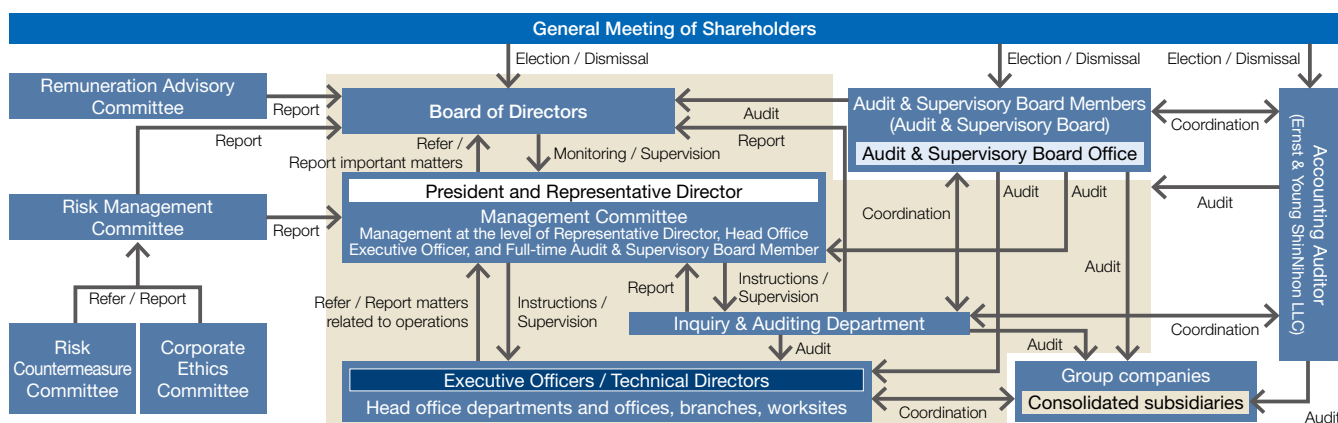 General Meeting of Shareholders
Election / Dismissal
Election / Dismissal
Election / Dismissal
Remuneration Advisory
Committee
Report
Board of Directors
Audit
Report
Audit & Supervisory Board Members
(Audit & Supervisory Board)
Audit & Supervisory Board Office
Coordination
Accounting Auditor
(Ernst & Young ShinNihon LLC)
Report
Refer /
Report important matters
Monitoring / Supervision
President and Representative Director
Management Committee
Management at the level of Representative Director, Head Office
Executive Officer, and Full-time Audit & Supervisory Board Member
Risk Management
Committee
Report
Coordination
Audit
Audit
Audit
Audit
Refer / Report
Refer / Report matters
related to operations
Instructions /
Supervision
Report
Instructions /
Supervision
Inquiry & Auditing Department
Coordination
Audit
Audit
Risk
Countermeasure
Committee
Corporate
Ethics
Committee
Executive Officers / Technical Directors
Head office departments and offices, branches, worksites
Coordination
Group companies
Consolidated subsidiaries
Audit